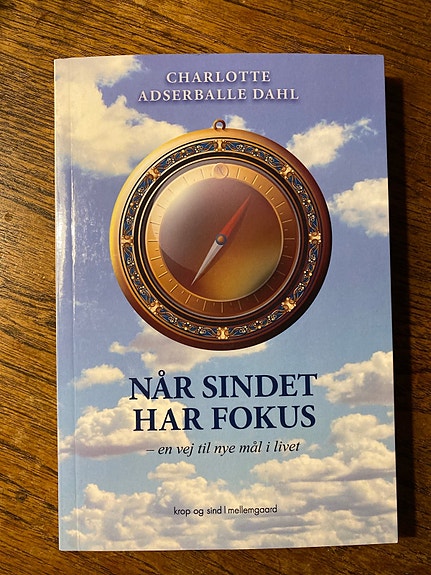 CHARLOTTE
ADSERBALLE DAHL
NÅR SINDET
HAR FOKUS
– en vej til nye mål i livet
krop og sind | mellemgaard